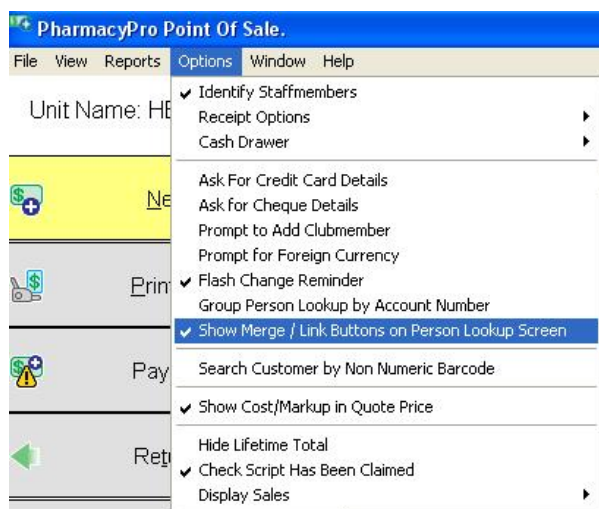 PharmacyPro Point Of Sale.
File View Reports Options Window Help
Unit Name:
Identify Staffmembers
Receipt Options
Cash Drawer
Ask For Credit Card Details
Ask for Cheque Details
Prompt to Add Clubmember
Prompt for Foreign Currency
Flash Change Reminder
Group Person Lookup by Account Number
Show Merge / Link Buttons on Person Lookup Screen
Search Customer by Non Numeric Barcode
Show Cost/Markup in Quote Price
Hide Lifetime Total
Check Script Has Been Claimed
Display Sales
Pay